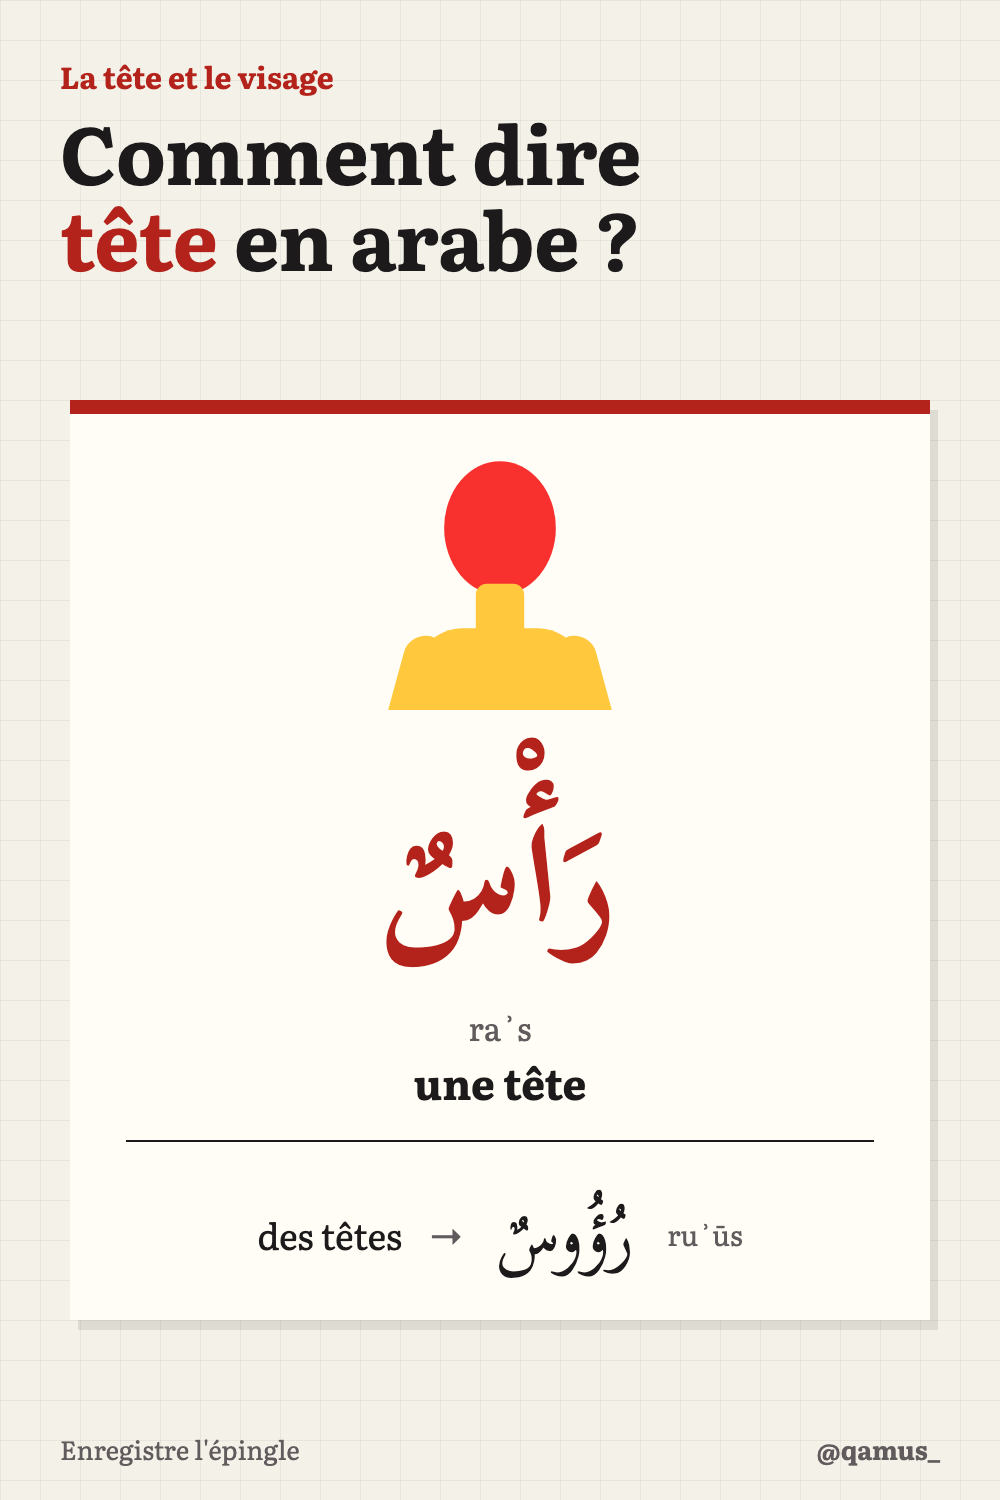 La tête et le visage
Comment dire
tête en arabe ?
رَأْسٌ
raʾs
une tête
des têtes → رُؤُوسٌ ruʾūs
Enregistre l'épingle
@qamus_